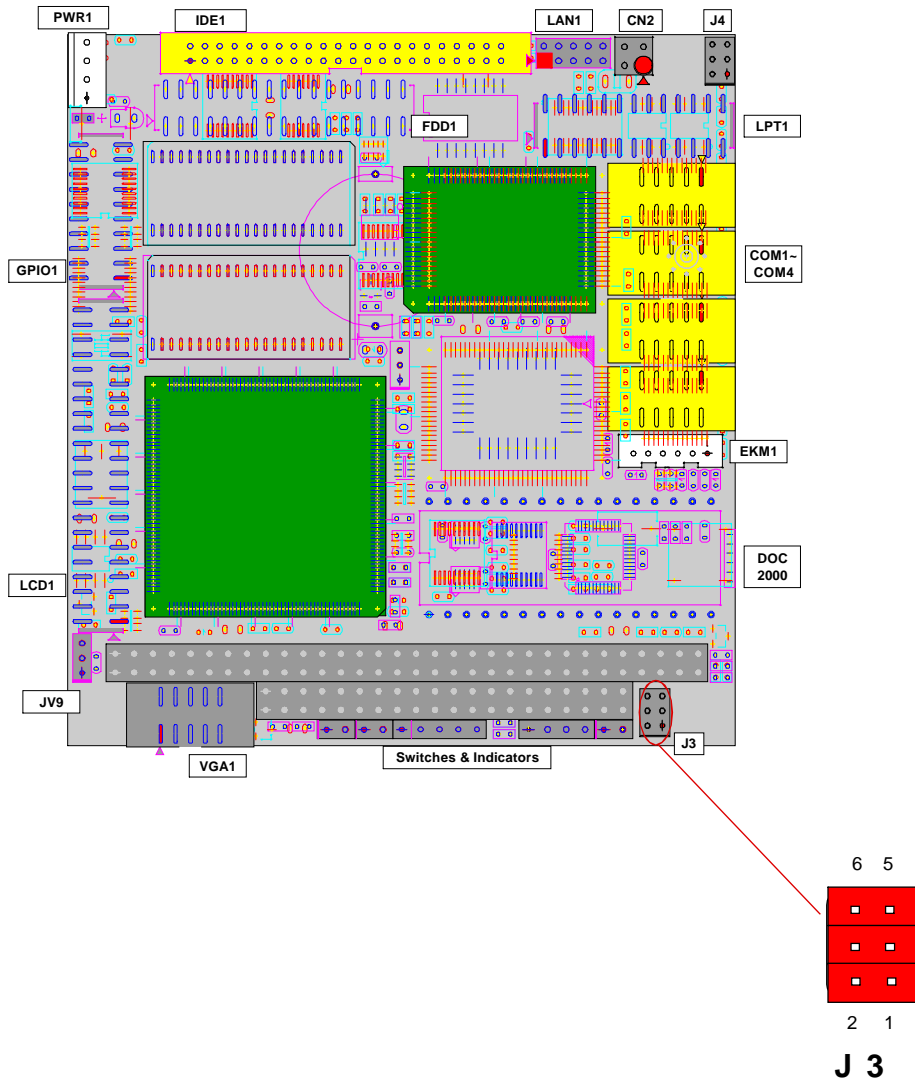 PWR1
IDE1
LAN1
CN2
J4
FDD1
LPT1
GPIO1
COM1~
COM4
EKM1
DOC
2000
LCD1
JV9
J3
VGA1
Switches & Indicators
6 5
2 1
J 3